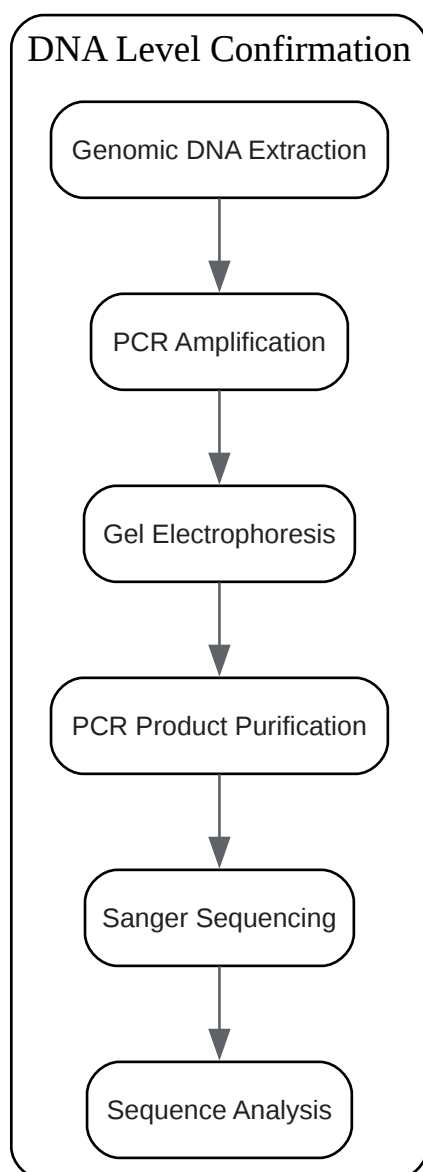 DNA Level Confirmation
Genomic DNA Extraction
PCR Amplification
Gel Electrophoresis
PCR Product Purification
Sanger Sequencing
Sequence Analysis